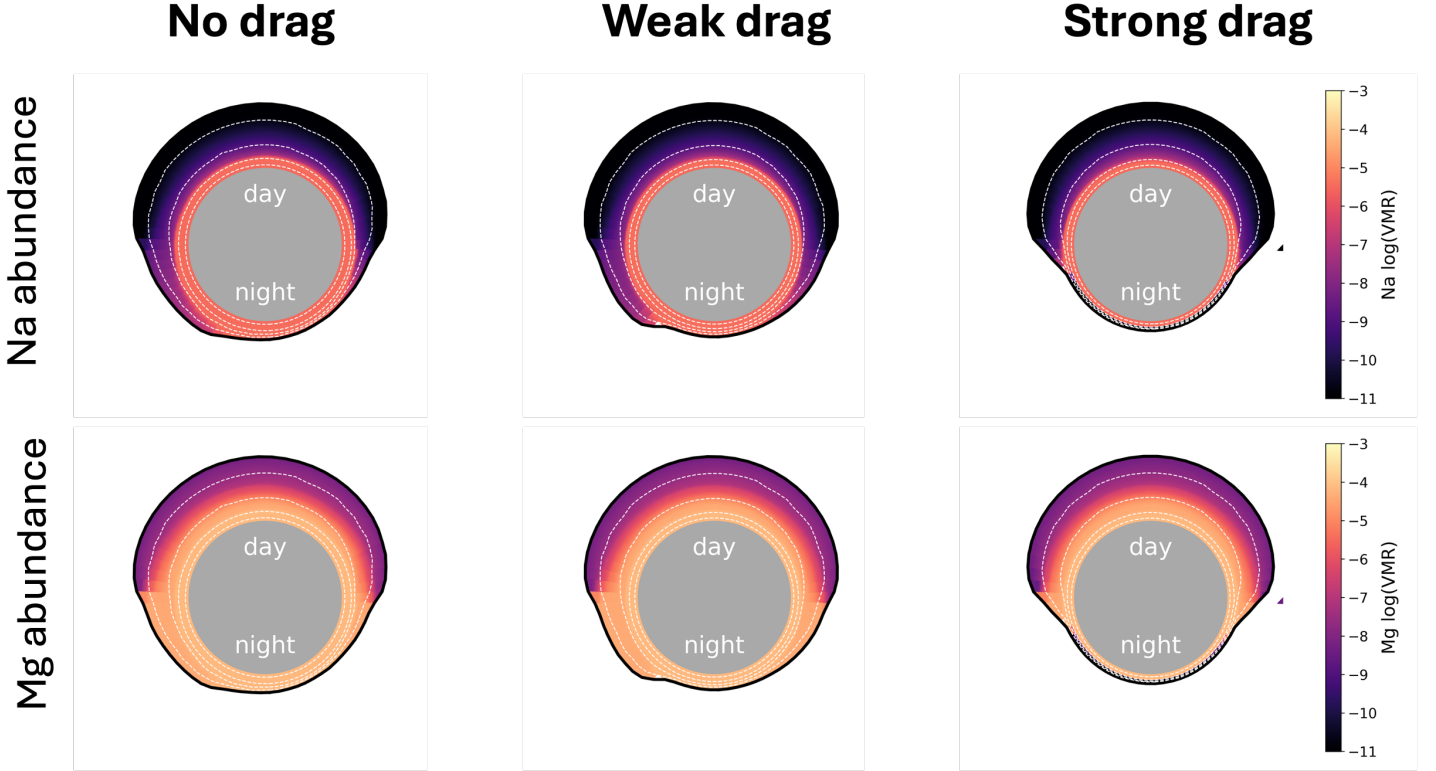 No drag
Weak drag
Strong drag
Na abundance
day
night
day
night
day
night
−3
−4
−5
−6
−7
−8
−9
−10
−11
Na log(VMR)
Mg abundance
day
night
day
night
day
night
−3
−4
−5
−6
−7
−8
−9
−10
−11
Mg log(VMR)